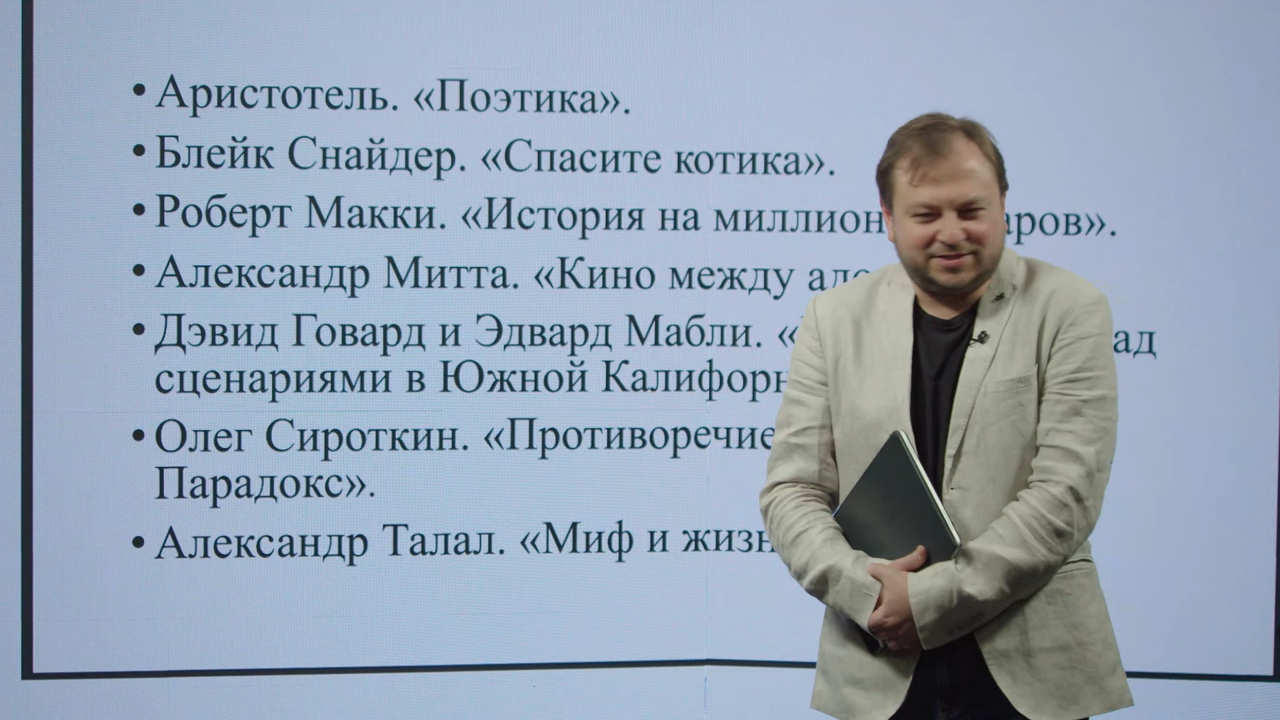 • Аристотель. «Поэтика».
• Блейк Снайдер. «Спасите котика».
• Роберт Макки. «История на миллион
• Александр Митта. «Кино между
• Дэвид Говард и Эдвард Мабли.
сценариями в Южной
• Олег Сироткин. «Противоречие
Парадокс».
• Александр Талал. «Миф и